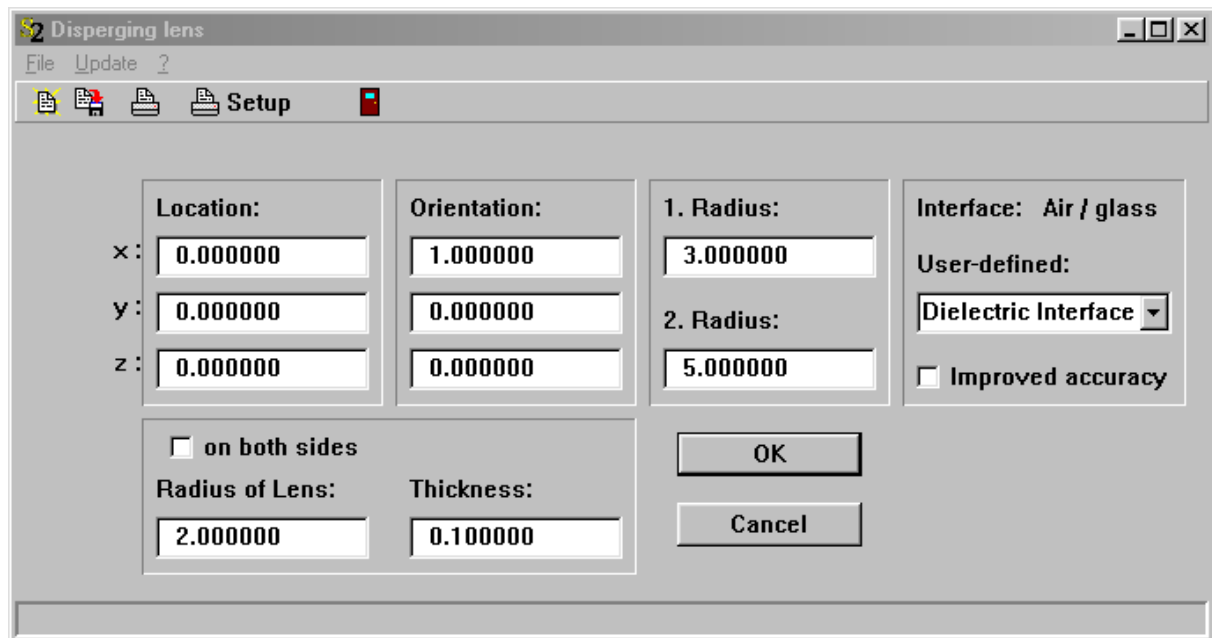 S2 Disperging lens
File Update ?
Setup
Location: Orientation: 1. Radius: Interface: Air / glass
x: 0.000000 1.000000 3.000000
User-defined:
y: 0.000000 0.000000 2. Radius: Dielectric Interface
z: 0.000000 0.000000 5.000000 Improved accuracy
on both sides OK
Radius of Lens: Thickness:
2.000000 0.100000 Cancel